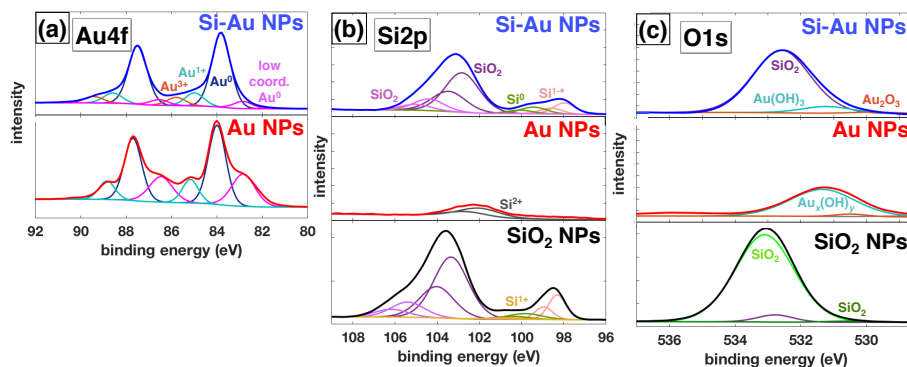 (a)
Au4f
Si-Au NPs
Au¹⁺
Au³⁺
Au⁰
low
coord.
Au⁰
Au NPs
intensity
92 90 88 86 84 82 80
binding energy (eV)
(b)
Si2p
Si-Au NPs
SiO₂
SiO₂
Si⁰
Si¹⁻*
Au NPs
Si²⁺
SiO₂ NPs
Si¹⁺
intensity
108 106 104 102 100 98 96
binding energy (eV)
(c)
O1s
Si-Au NPs
SiO₂
Au(OH)₃
Au₂O₃
Au NPs
Auₓ(OH)ᵧ
SiO₂ NPs
SiO₂
SiO₂
intensity
536 534 532 530
binding energy (eV)